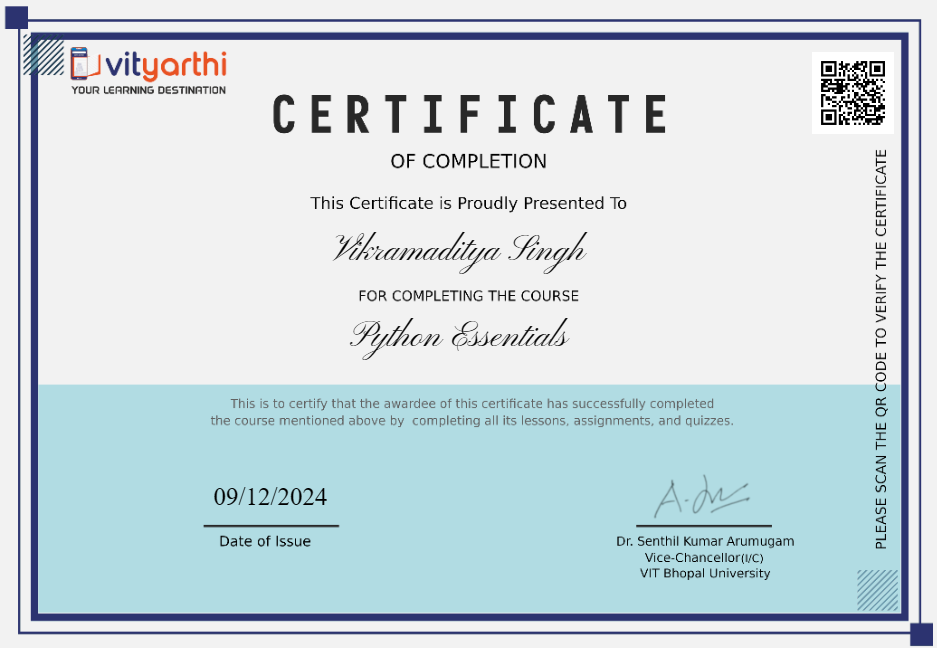 vityarthi
YOUR LEARNING DESTINATION
CERTIFICATE
OF COMPLETION
This Certificate is Proudly Presented To
Vikramaditya Singh
FOR COMPLETING THE COURSE
Python Essentials
This is to certify that the awardee of this certificate has successfully completed
the course mentioned above by  completing all its lessons, assignments, and quizzes.
09/12/2024
Date of Issue
Dr. Senthil Kumar Arumugam
Vice-Chancellor(I/C)
VIT Bhopal University
PLEASE SCAN THE QR CODE TO VERIFY THE CERTIFICATE